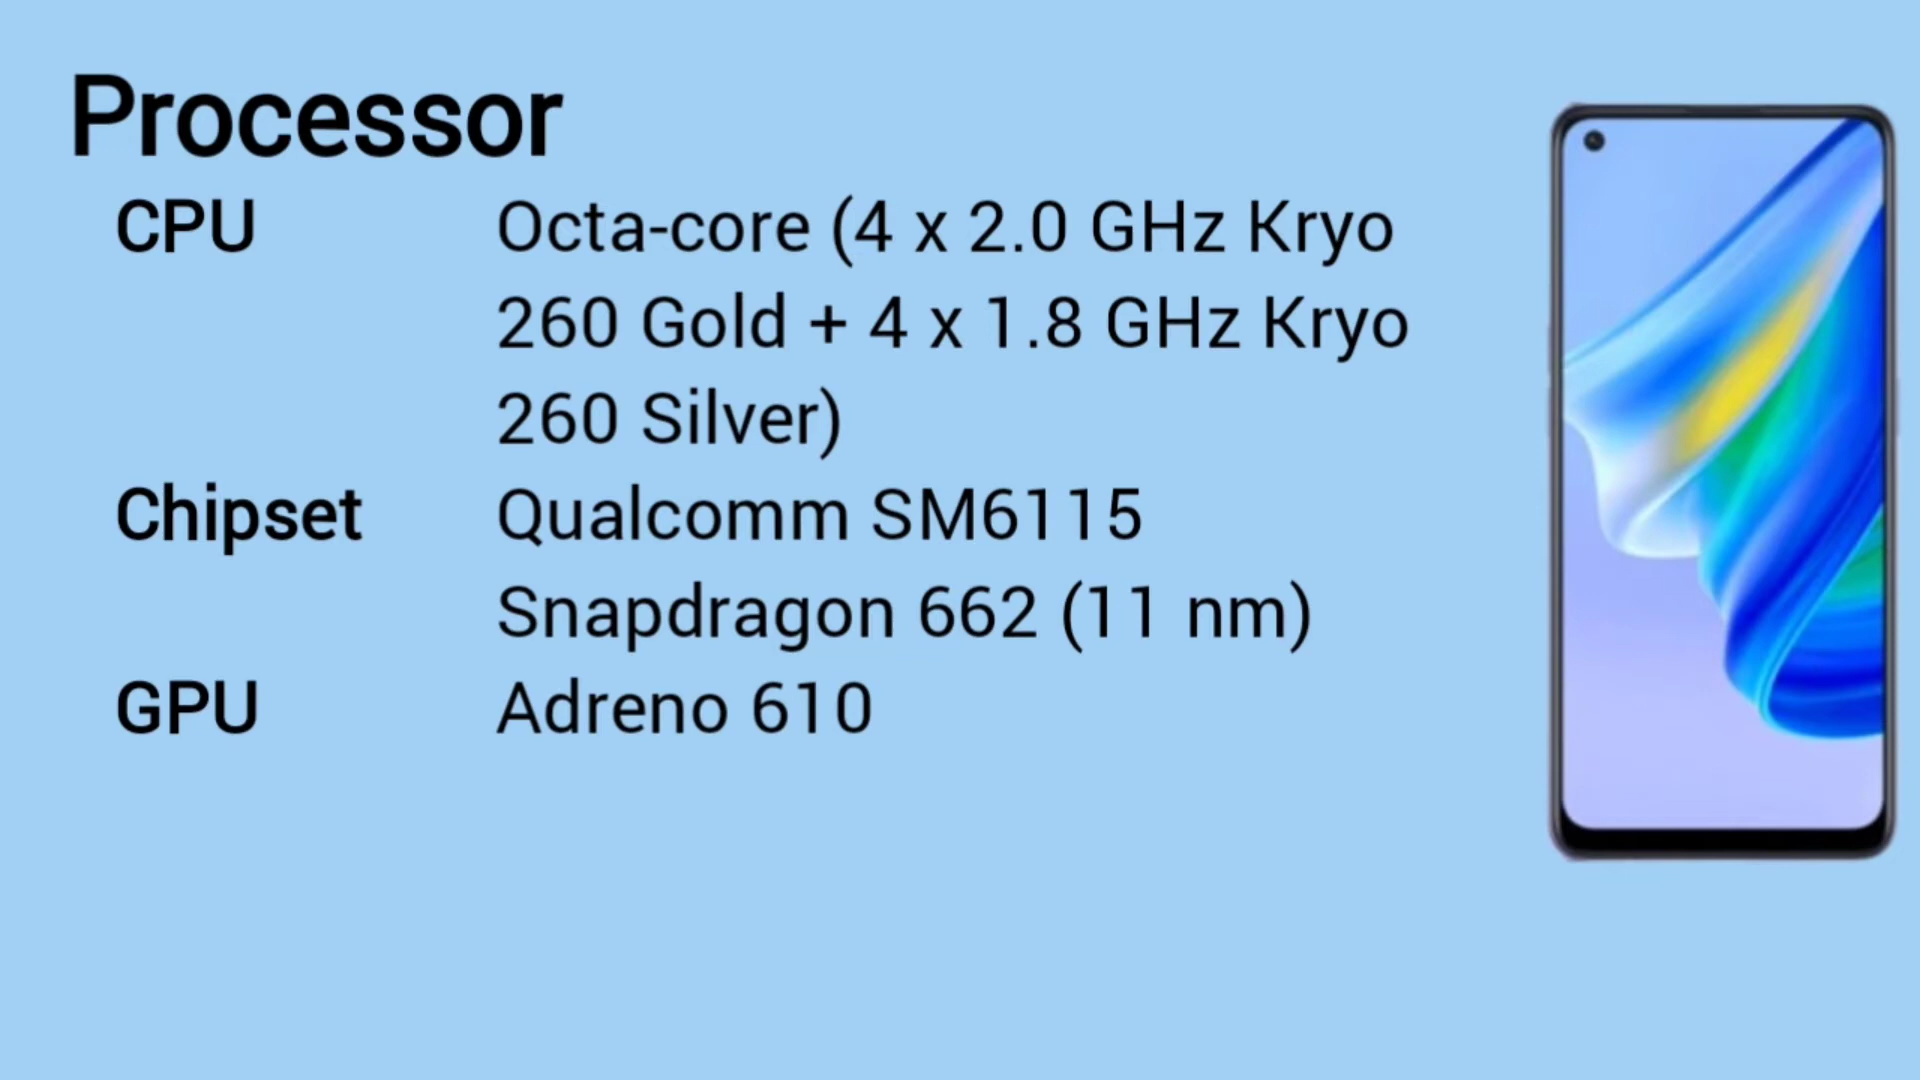 Processor
CPU Octa-core (4 x 2.0 GHz Kryo
260 Gold + 4 x 1.8 GHz Kryo
260 Silver)
Chipset Qualcomm SM6115
Snapdragon 662 (11 nm)
GPU Adreno 610